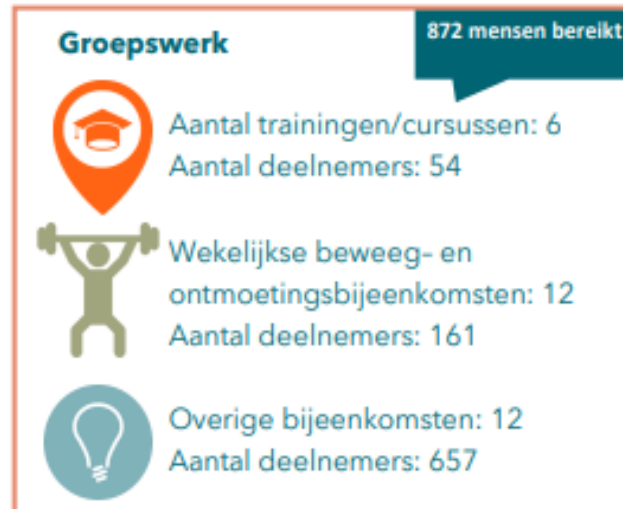 Groepswerk
872 mensen bereikt
Aantal trainingen/cursussen: 6
Aantal deelnemers: 54
Wekelijkse beweeg- en
ontmoetingsbijeenkomsten: 12
Aantal deelnemers: 161
Overige bijeenkomsten: 12
Aantal deelnemers: 657